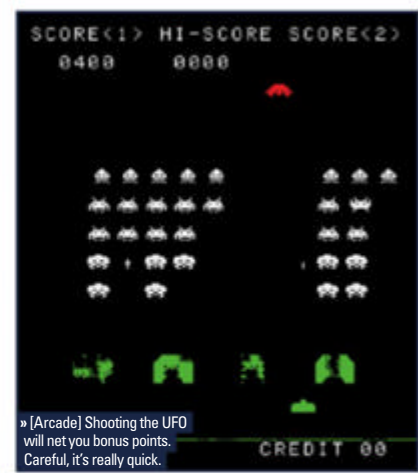 SCORE<1> HI-SCORE SCORE<2>
0400 0000
» [Arcade] Shooting the UFO
will net you bonus points.
Careful, it's really quick.
CREDIT 00